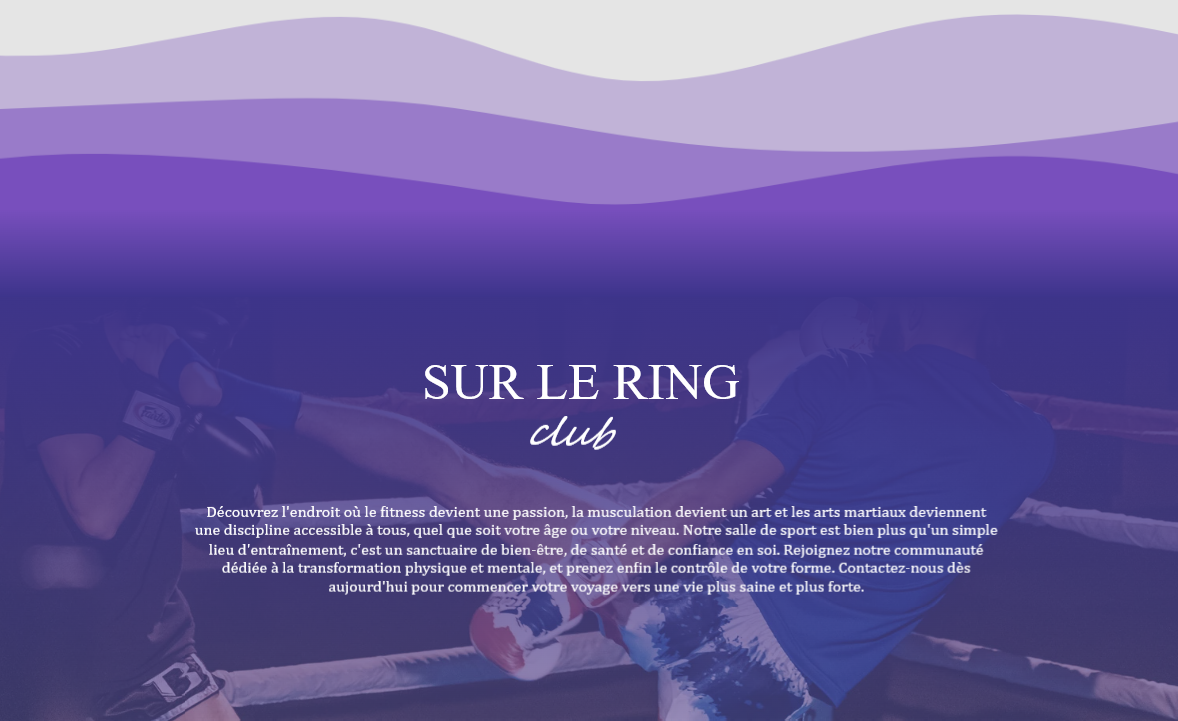 SUR LE RING
club
Découvrez l'endroit où le fitness devient une passion, la musculation devient un art et les arts martiaux deviennent
une discipline accessible à tous, quel que soit votre âge ou votre niveau. Notre salle de sport est bien plus qu'un simple
lieu d'entraînement, c'est un sanctuaire de bien-être, de santé et de confiance en soi. Rejoignez notre communauté
dédiée à la transformation physique et mentale, et prenez enfin le contrôle de votre forme. Contactez-nous dès
aujourd'hui pour commencer votre voyage vers une vie plus saine et plus forte.